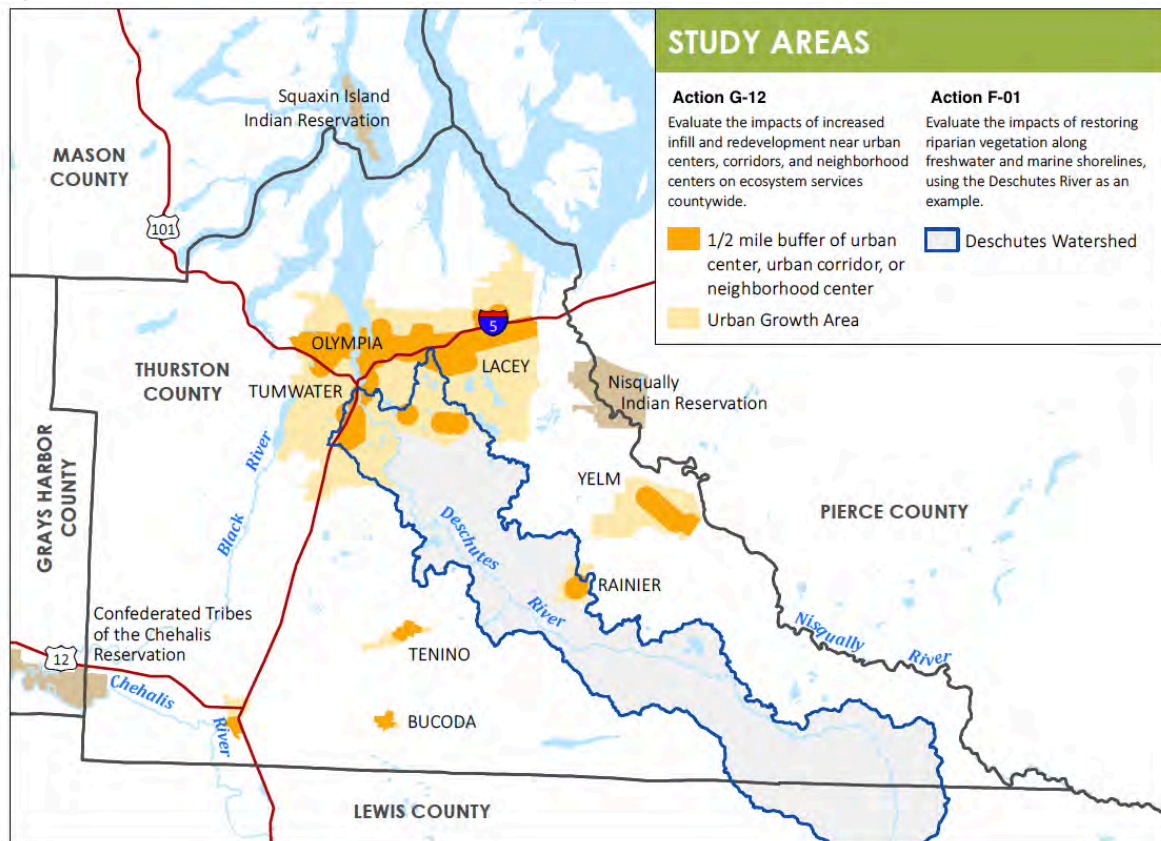 STUDY AREAS
Action G-12
Evaluate the impacts of increased
infill and redevelopment near urban
centers, corridors, and neighborhood
centers on ecosystem services
countywide.
1/2 mile buffer of urban
center, urban corridor, or
neighborhood center
Urban Growth Area
Action F-01
Evaluate the impacts of restoring
riparian vegetation along
freshwater and marine shorelines,
using the Deschutes River as an
example.
Deschutes Watershed
Squaxin Island
Indian Reservation
MASON
COUNTY
101
5
OLYMPIA
LACEY
THURSTON
COUNTY
TUMWATER
Nisqually
Indian Reservation
GRAYS HARBOR
COUNTY
Black
River
YELM
PIERCE COUNTY
Deschutes
River
RAINIER
Confederated Tribes
of the Chehalis
Reservation
Nisqually
River
TENINO
12
Chehalis
River
BUCODA
LEWIS COUNTY